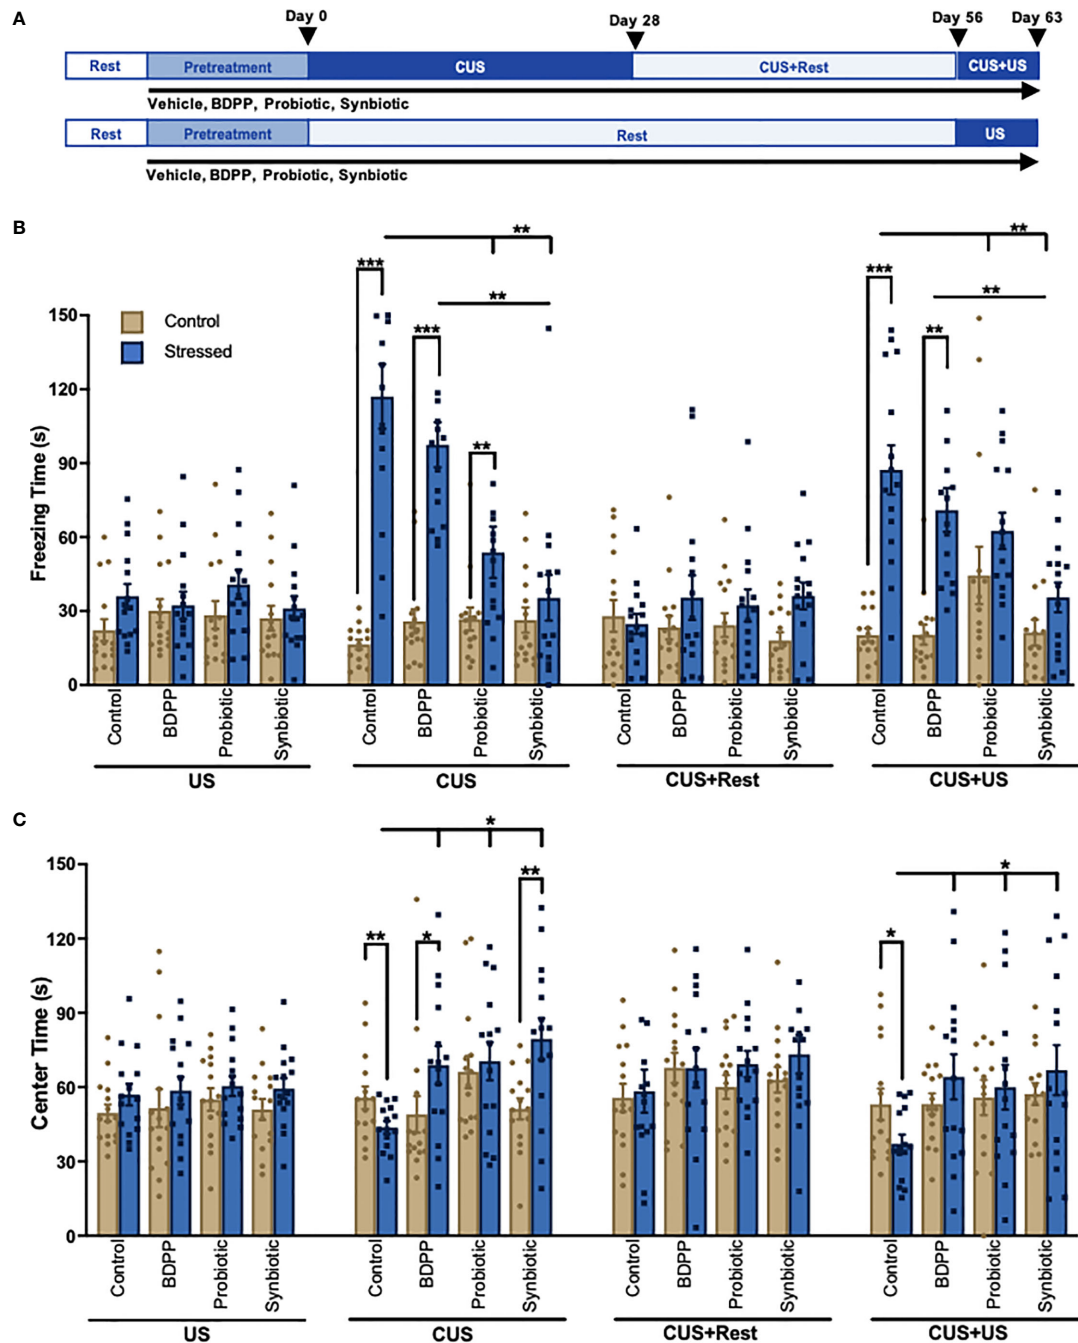 A
Day 0
Day 28
Day 56
Day 63
Rest
Pretreatment
CUS
CUS+Rest
CUS+US
Vehicle, BDPP, Probiotic, Synbiotic
Rest
Pretreatment
Rest
US
Vehicle, BDPP, Probiotic, Synbiotic
B
Freezing Time (s)
150
120
90
60
30
0
Control
Stressed
***
***
**
**
**
***
**
**
**
Control
BDPP
Probiotic
Synbiotic
Control
BDPP
Probiotic
Synbiotic
Control
BDPP
Probiotic
Synbiotic
Control
BDPP
Probiotic
Synbiotic
US
CUS
CUS+Rest
CUS+US
C
Center Time (s)
150
120
90
60
30
0
**
*
*
**
*
*
Control
BDPP
Probiotic
Synbiotic
Control
BDPP
Probiotic
Synbiotic
Control
BDPP
Probiotic
Synbiotic
Control
BDPP
Probiotic
Synbiotic
US
CUS
CUS+Rest
CUS+US